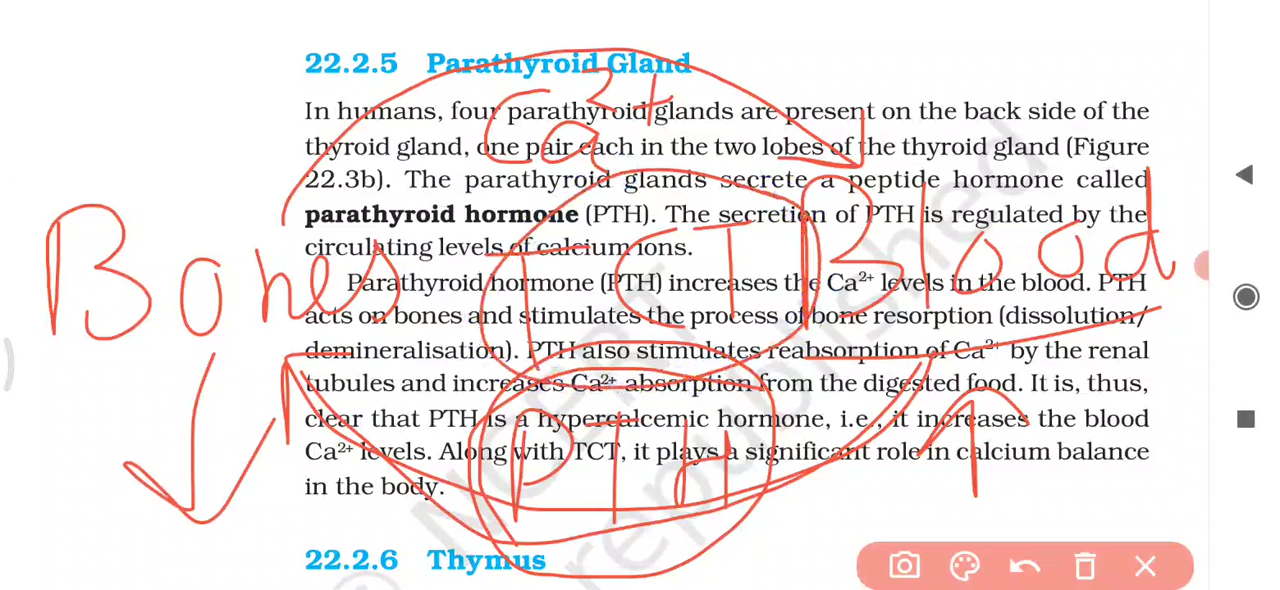 22.2.5 Parathyroid Gland
Ca2+
In humans, four parathyroid glands are present on the back side of the
thyroid gland, one pair each in the two lobes of the thyroid gland (Figure
22.3b). The parathyroid glands secrete a peptide hormone called
parathyroid hormone (PTH). The secretion of PTH is regulated by the
circulating levels of calcium ions.
Bones
TCT
Blood
Parathyroid hormone (PTH) increases the Ca2+ levels in the blood. PTH
acts on bones and stimulates the process of bone resorption (dissolution/
demineralisation). PTH also stimulates reabsorption of Ca2+ by the renal
tubules and increases Ca2+ absorption from the digested food. It is, thus,
clear that PTH is a hypercalcemic hormone, i.e., it increases the blood
Ca2+ levels. Along with TCT, it plays a significant role in calcium balance
in the body.
PTH
22.2.6 Thymus